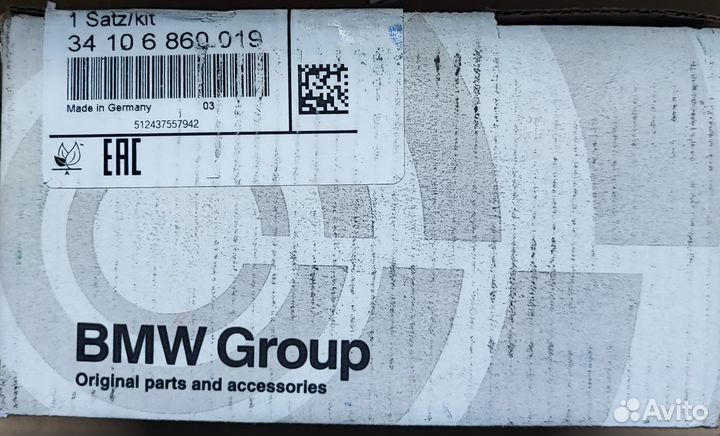 1 Satz/kit
34 10 6 860 019
Made in Germany 03
512437557942
A
EAC
BMW Group
Original parts and accessories
Avito